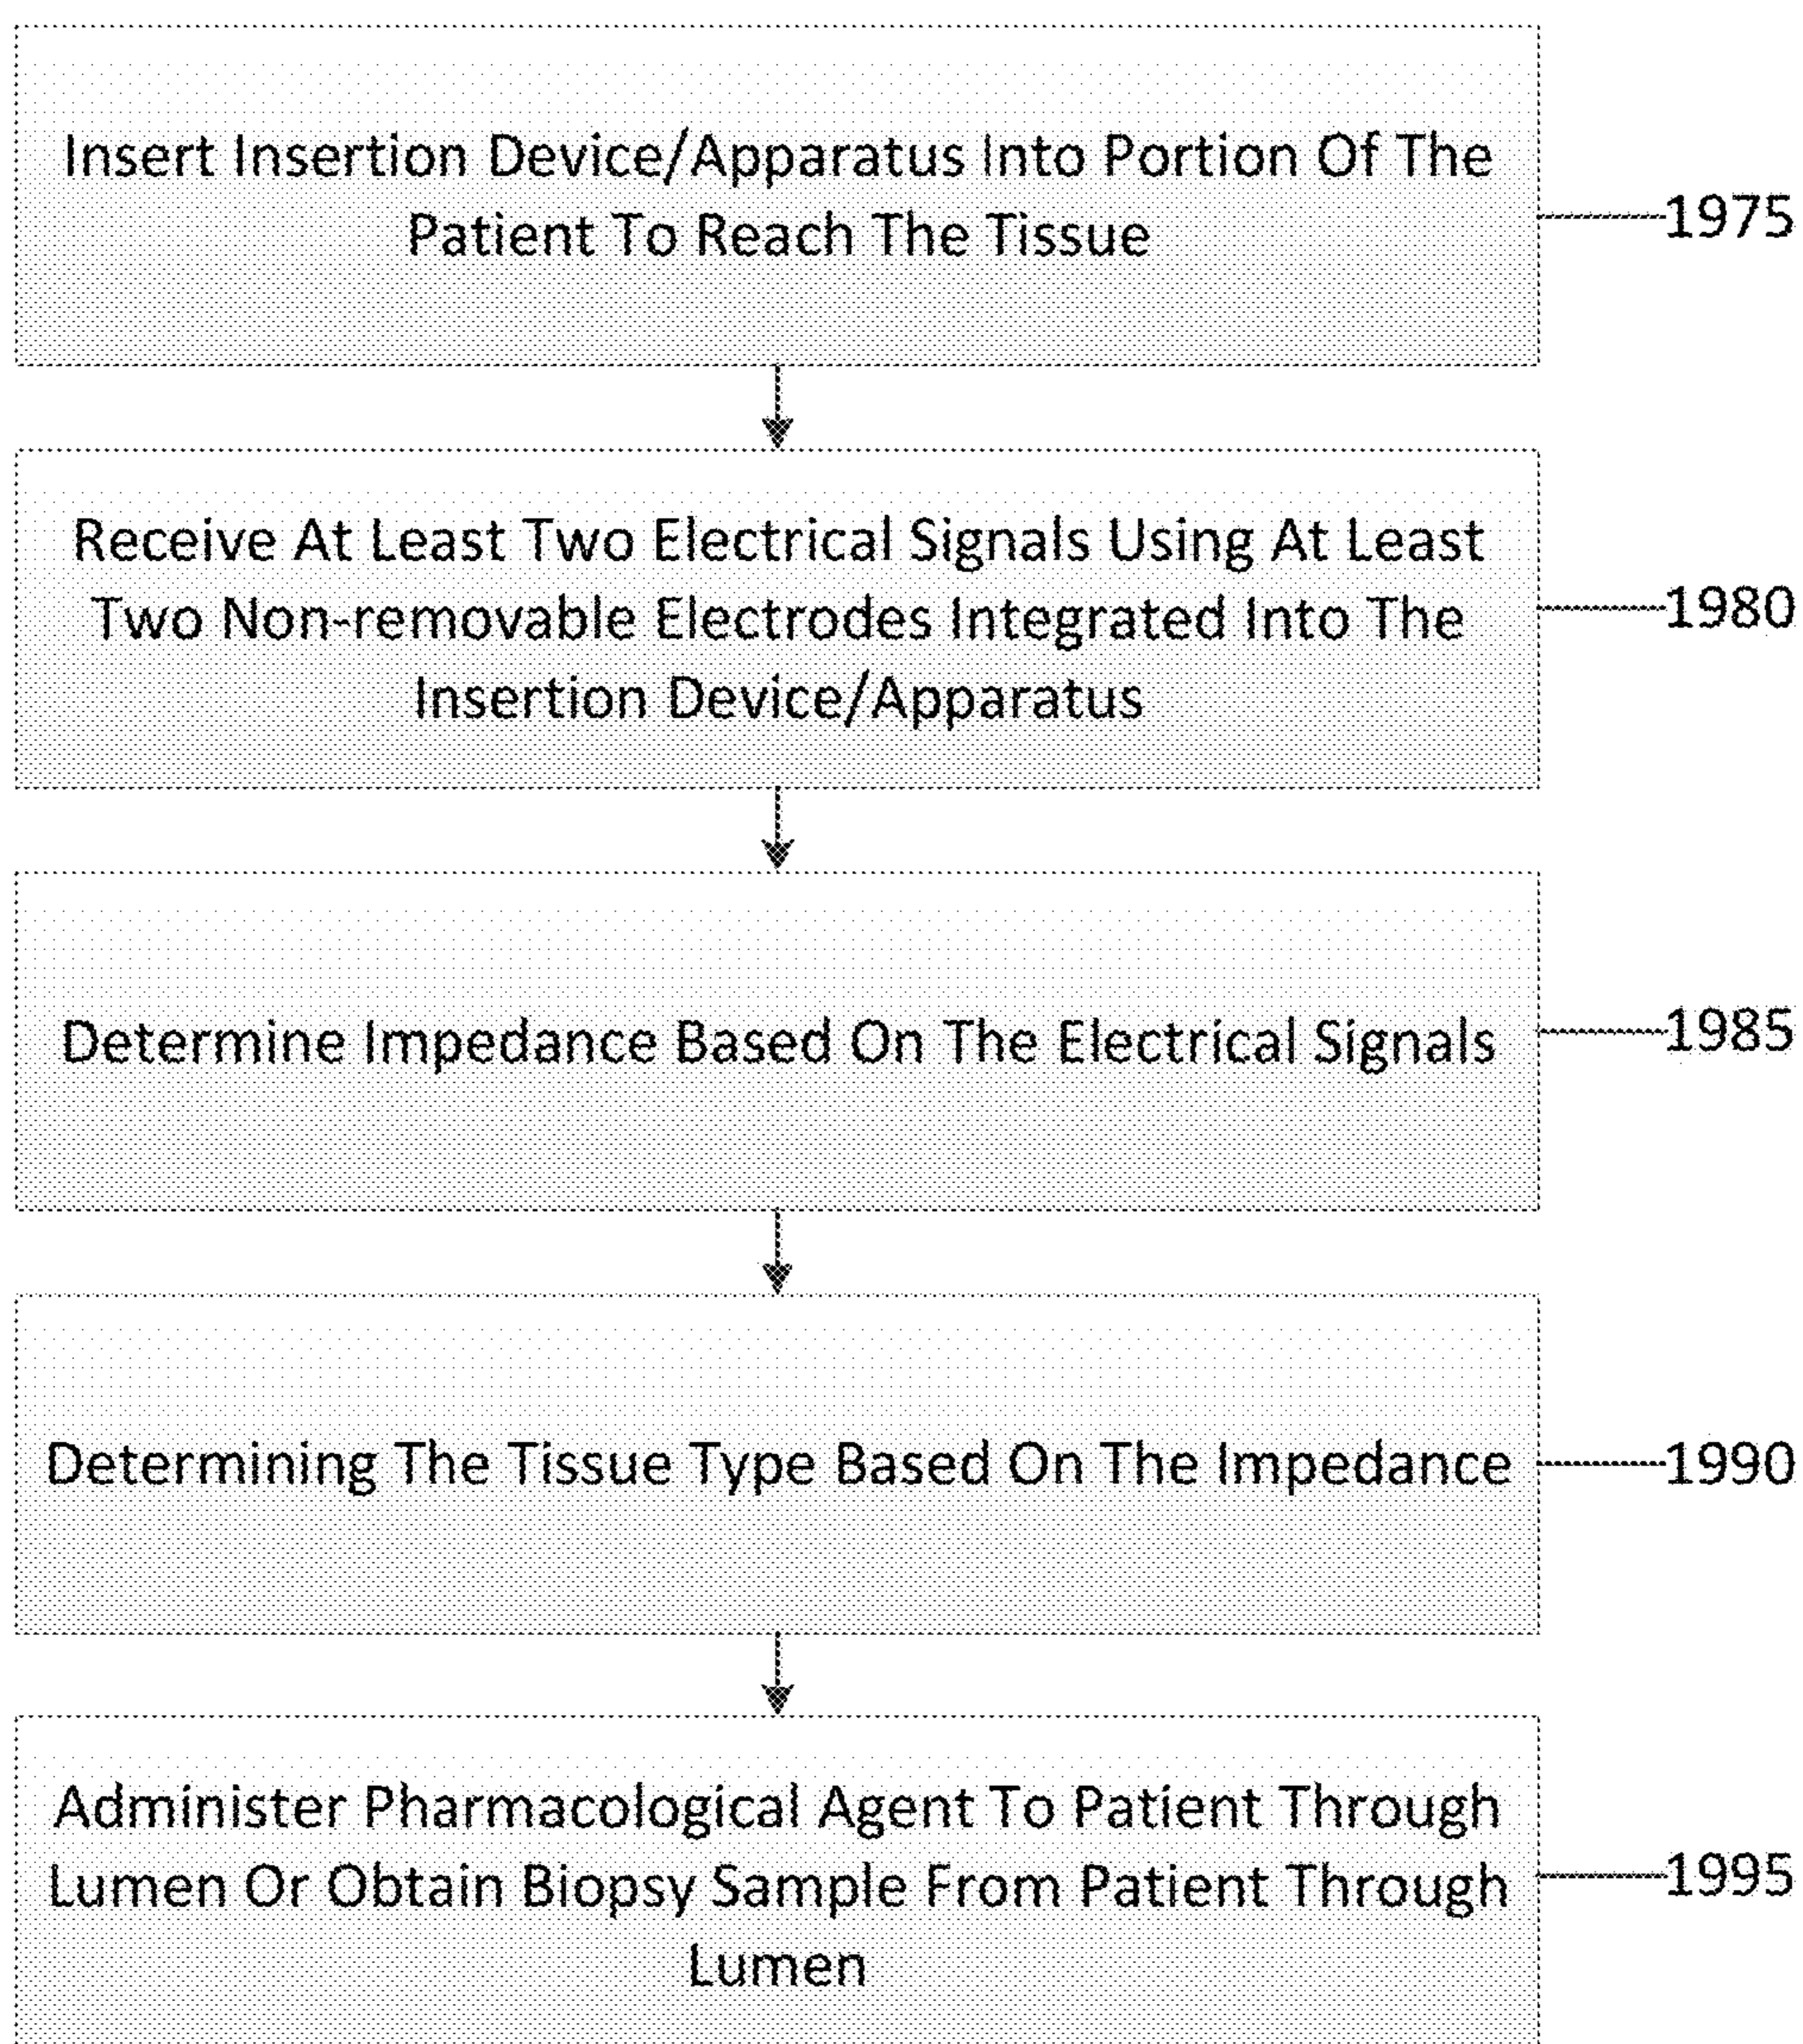 Insert Insertion Device/Apparatus Into Portion Of The
Patient To Reach The Tissue
1975
Receive At Least Two Electrical Signals Using At Least
Two Non-removable Electrodes Integrated Into The
Insertion Device/Apparatus
1980
Determine Impedance Based On The Electrical Signals
1985
Determining The Tissue Type Based On The Impedance
1990
Administer Pharmacological Agent To Patient Through
Lumen Or Obtain Biopsy Sample From Patient Through
Lumen
1995